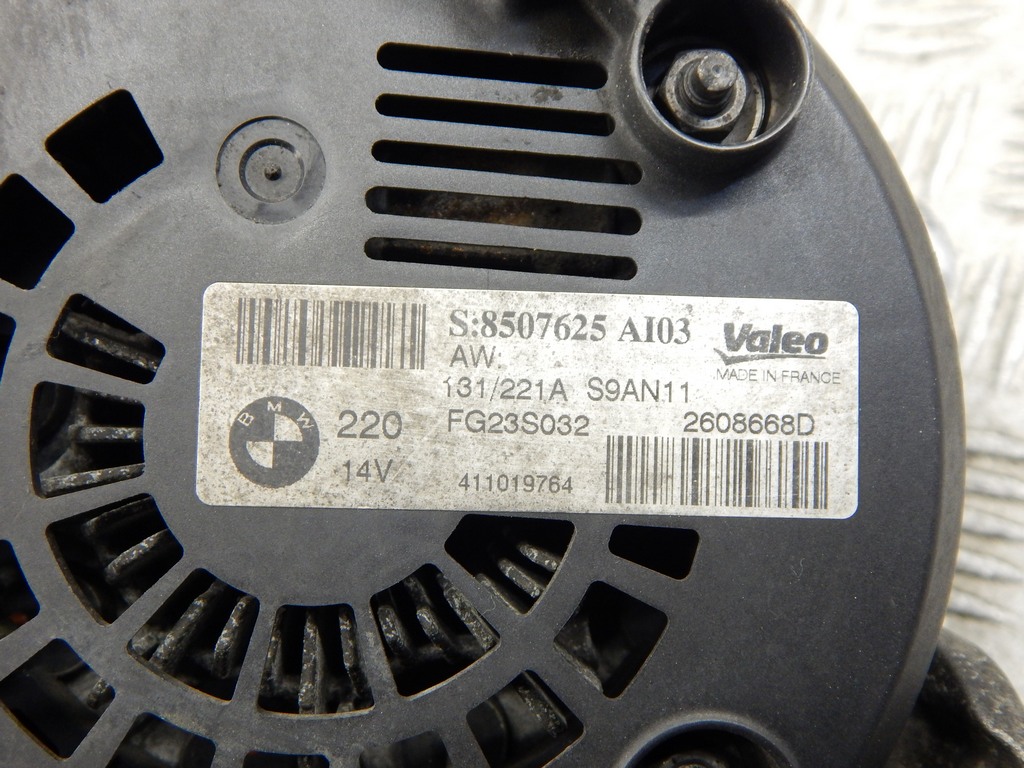 S:8507625 AI03
Valeo
AW:
MADE IN FRANCE
131/221A S9AN11
BMW
220
FG23S032
2608668D
14V
411019764